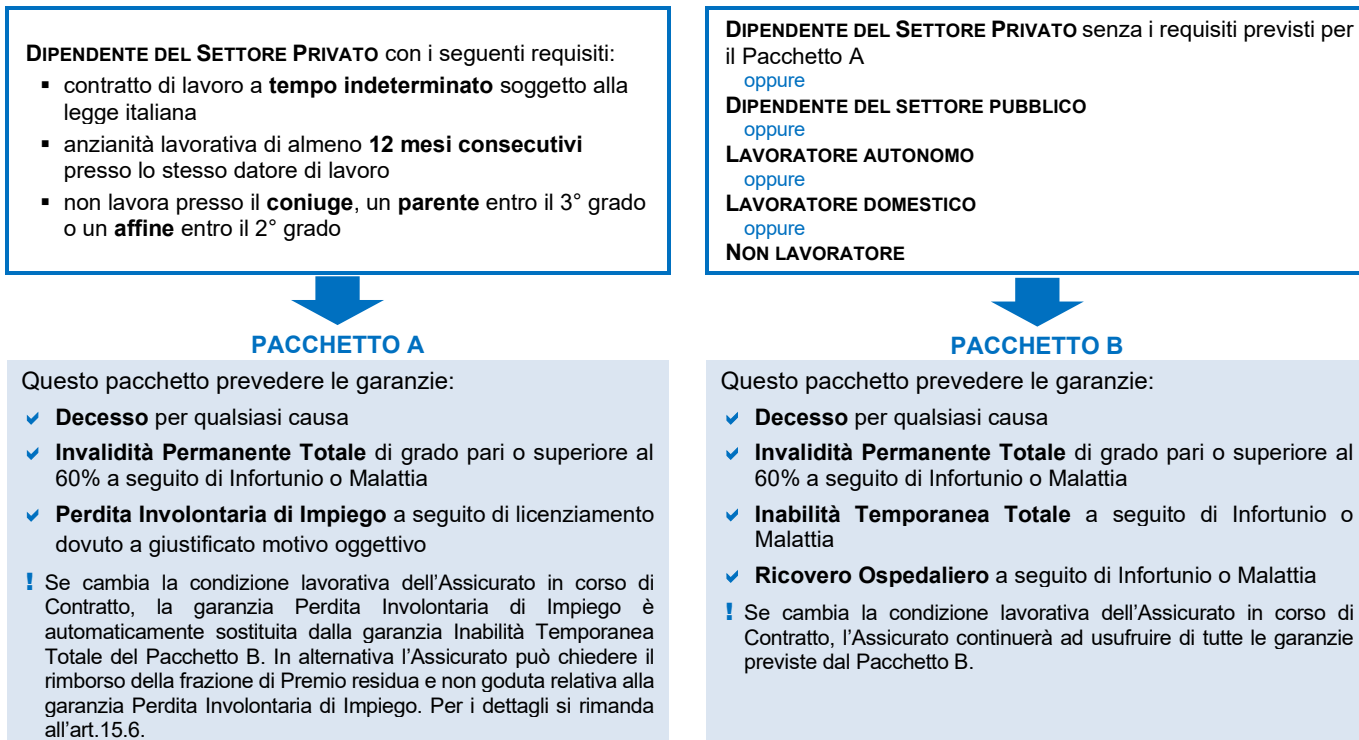 DIPENDENTE DEL SETTORE PRIVATO con i seguenti requisiti:
▪ contratto di lavoro a tempo indeterminato soggetto alla
legge italiana
▪ anzianità lavorativa di almeno 12 mesi consecutivi
presso lo stesso datore di lavoro
▪ non lavora presso il coniuge, un parente entro il 3° grado
o un affine entro il 2° grado
PACCHETTO A
Questo pacchetto prevedere le garanzie:
✓ Decesso per qualsiasi causa
✓ Invalidità Permanente Totale di grado pari o superiore al
60% a seguito di Infortunio o Malattia
✓ Perdita Involontaria di Impiego a seguito di licenziamento
dovuto a giustificato motivo oggettivo
! Se cambia la condizione lavorativa dell'Assicurato in corso di
Contratto, la garanzia Perdita Involontaria di Impiego è
automaticamente sostituita dalla garanzia Inabilità Temporanea
Totale del Pacchetto B. In alternativa l'Assicurato può chiedere il
rimborso della frazione di Premio residua e non goduta relativa alla
garanzia Perdita Involontaria di Impiego. Per i dettagli si rimanda
all'art.15.6.
DIPENDENTE DEL SETTORE PRIVATO senza i requisiti previsti per
il Pacchetto A
oppure
DIPENDENTE DEL SETTORE PUBBLICO
oppure
LAVORATORE AUTONOMO
oppure
LAVORATORE DOMESTICO
oppure
NON LAVORATORE
PACCHETTO B
Questo pacchetto prevedere le garanzie:
✓ Decesso per qualsiasi causa
✓ Invalidità Permanente Totale di grado pari o superiore al
60% a seguito di Infortunio o Malattia
✓ Inabilità Temporanea Totale a seguito di Infortunio o
Malattia
✓ Ricovero Ospedaliero a seguito di Infortunio o Malattia
! Se cambia la condizione lavorativa dell'Assicurato in corso di
Contratto, l'Assicurato continuerà ad usufruire di tutte le garanzie
previste dal Pacchetto B.